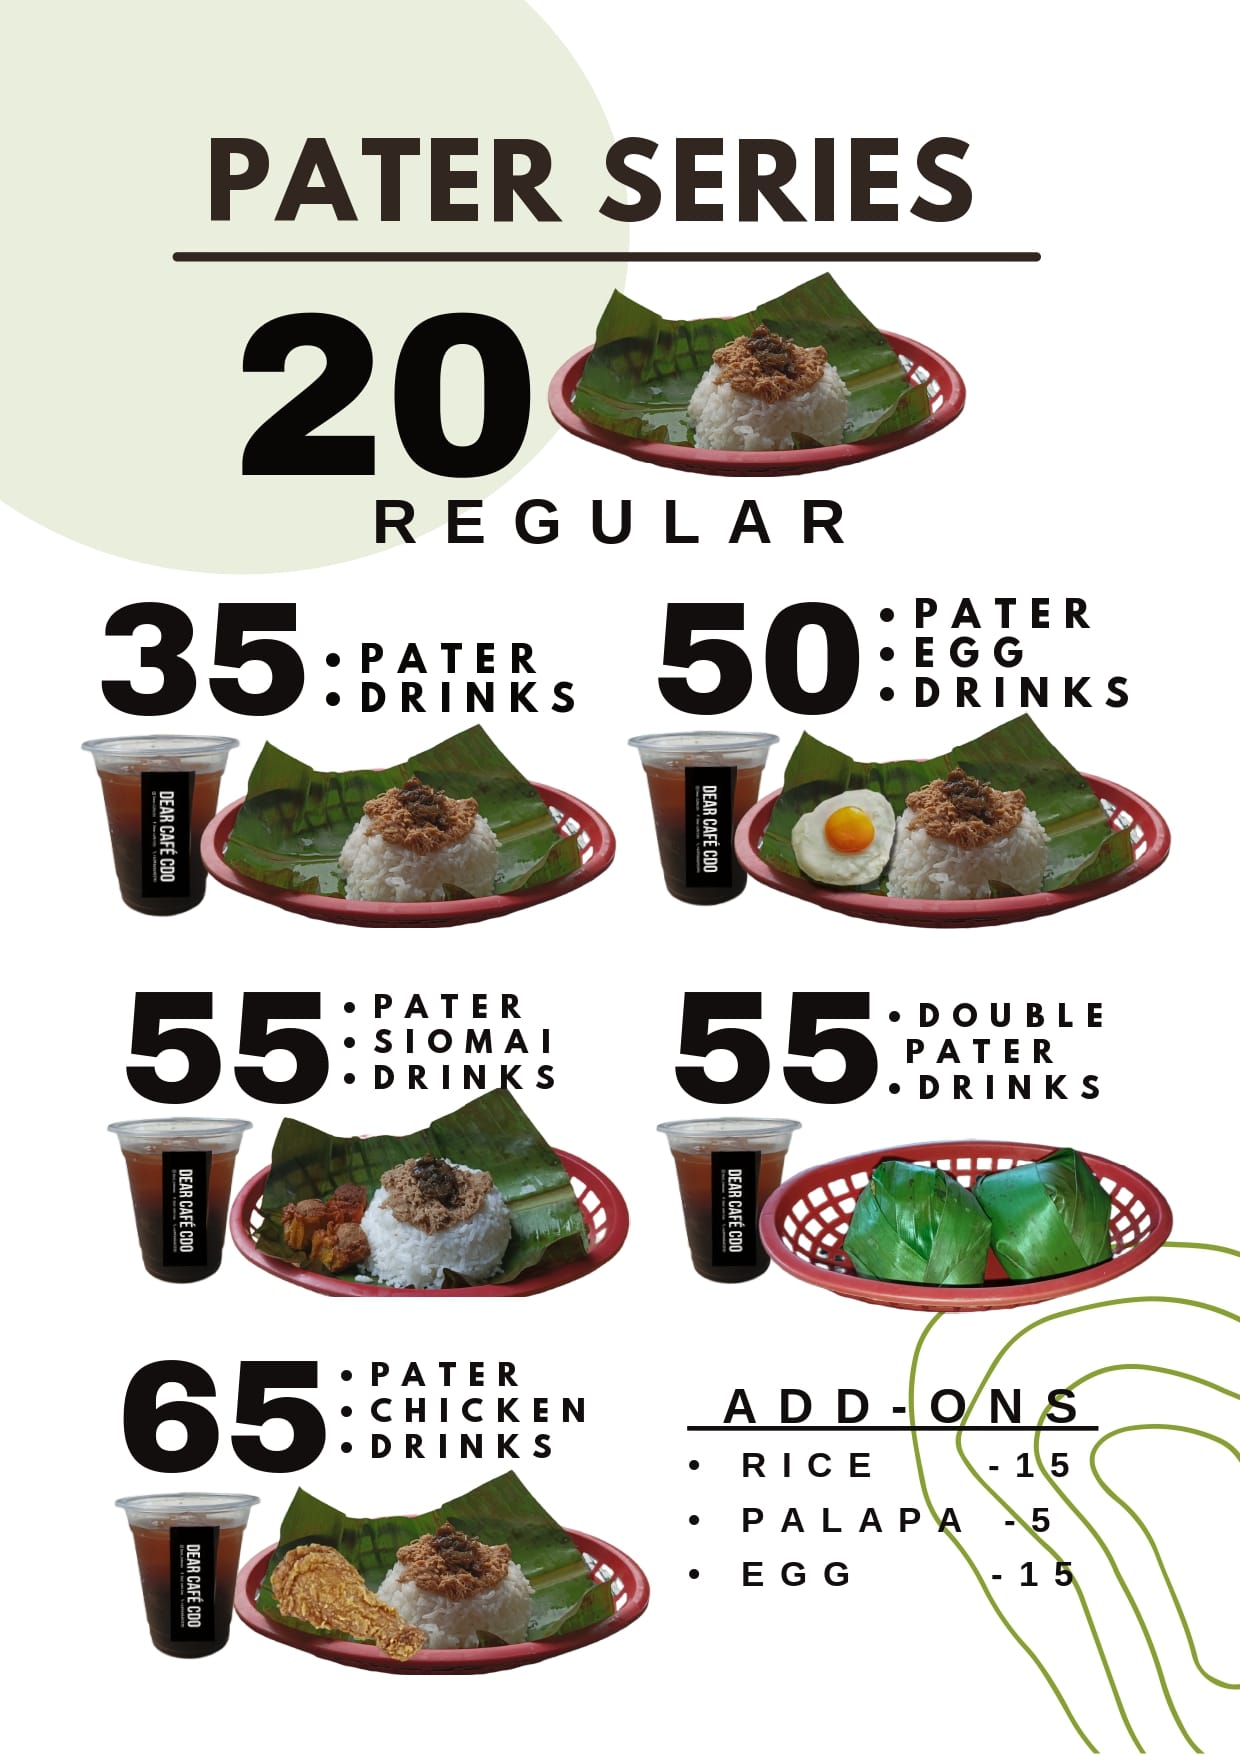 PATER SERIES
20
REGULAR
35
• PATER
• DRINKS
50
• PATER
• EGG
• DRINKS
DEAR CAFÉ CDO
DEAR CAFÉ CDO
55
• PATER
• SIOMAI
• DRINKS
55
• DOUBLE
PATER
• DRINKS
DEAR CAFÉ CDO
DEAR CAFÉ CDO
65
• PATER
• CHICKEN
• DRINKS
DEAR CAFÉ CDO
ADD-ONS
• RICE -15
• PALAPA -5
• EGG -15